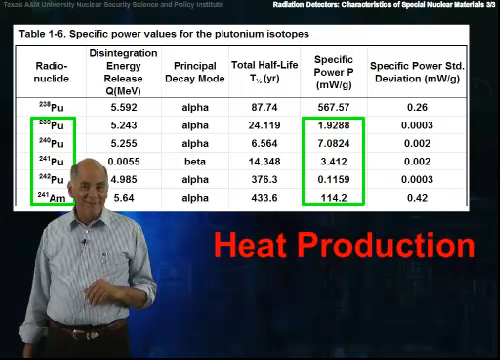 Texas A&M University Nuclear Security Science and Policy Institute Radiation Detectors: Characteristics of Special Nuclear Materials 3/3
Table 1-6. Specific power values for the plutonium isotopes
Radio-nuclide Disintegration Energy Release Q(MeV) Principal Decay Mode Total Half-Life T½(yr) Specific Power P (mW/g) Specific Power Std. Deviation (mW/g)
238Pu 5.592 alpha 87.74 567.57 0.26
Pu 5.243 alpha 24.119 1.9288 0.0003
240Pu 5.255 alpha 6.564 7.0824 0.002
241Pu 0.0055 beta 14.348 3.412 0.002
242Pu 4.985 alpha 376.3 0.1159 0.0003
241Am 5.64 alpha 433.6 114.2 0.42
Heat Production